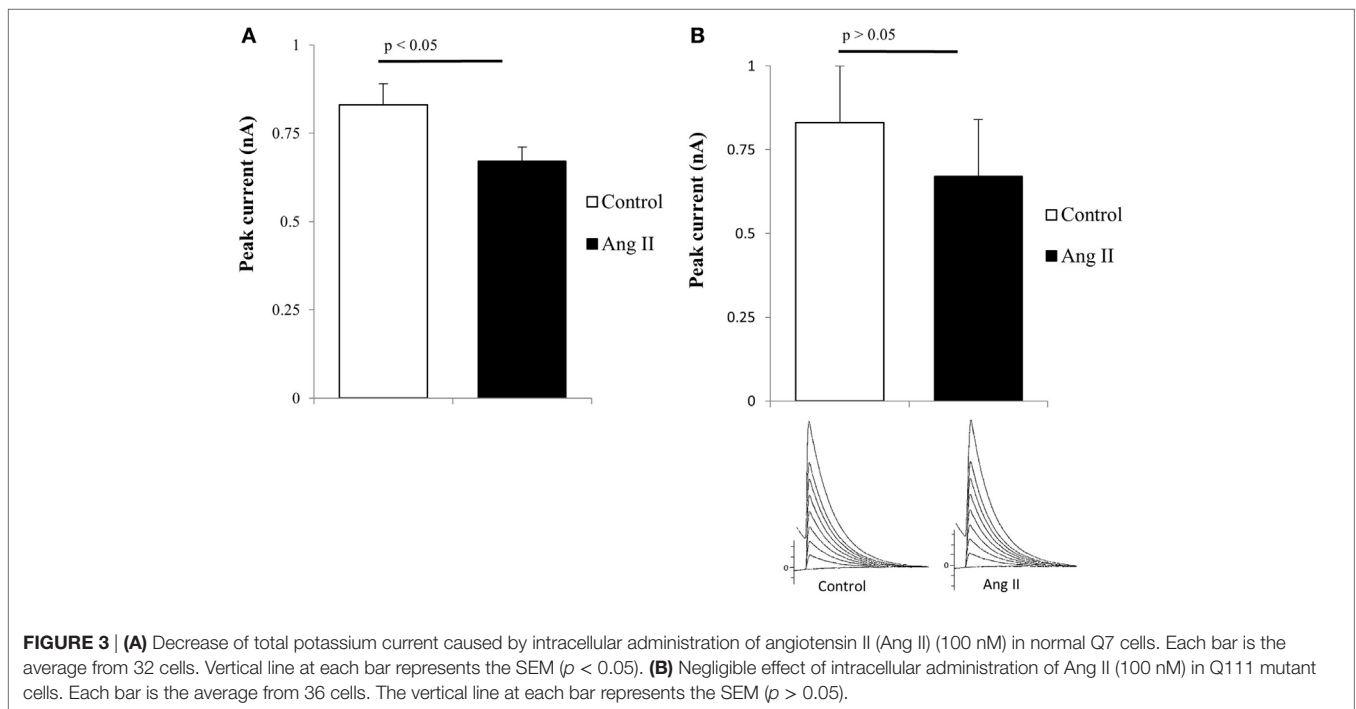 A
p < 0.05
1
0.75
0.5
0.25
0
Peak current (nA)
Control
Ang II
B
p > 0.05
1
0.75
0.5
0.25
0
Peak current (nA)
Control
Ang II
0
Control
0
Ang II
FIGURE 3 | (A) Decrease of total potassium current caused by intracellular administration of angiotensin II (Ang II) (100 nM) in normal Q7 cells. Each bar is the
average from 32 cells. Vertical line at each bar represents the SEM (p < 0.05). (B) Negligible effect of intracellular administration of Ang II (100 nM) in Q111 mutant
cells. Each bar is the average from 36 cells. The vertical line at each bar represents the SEM (p > 0.05).